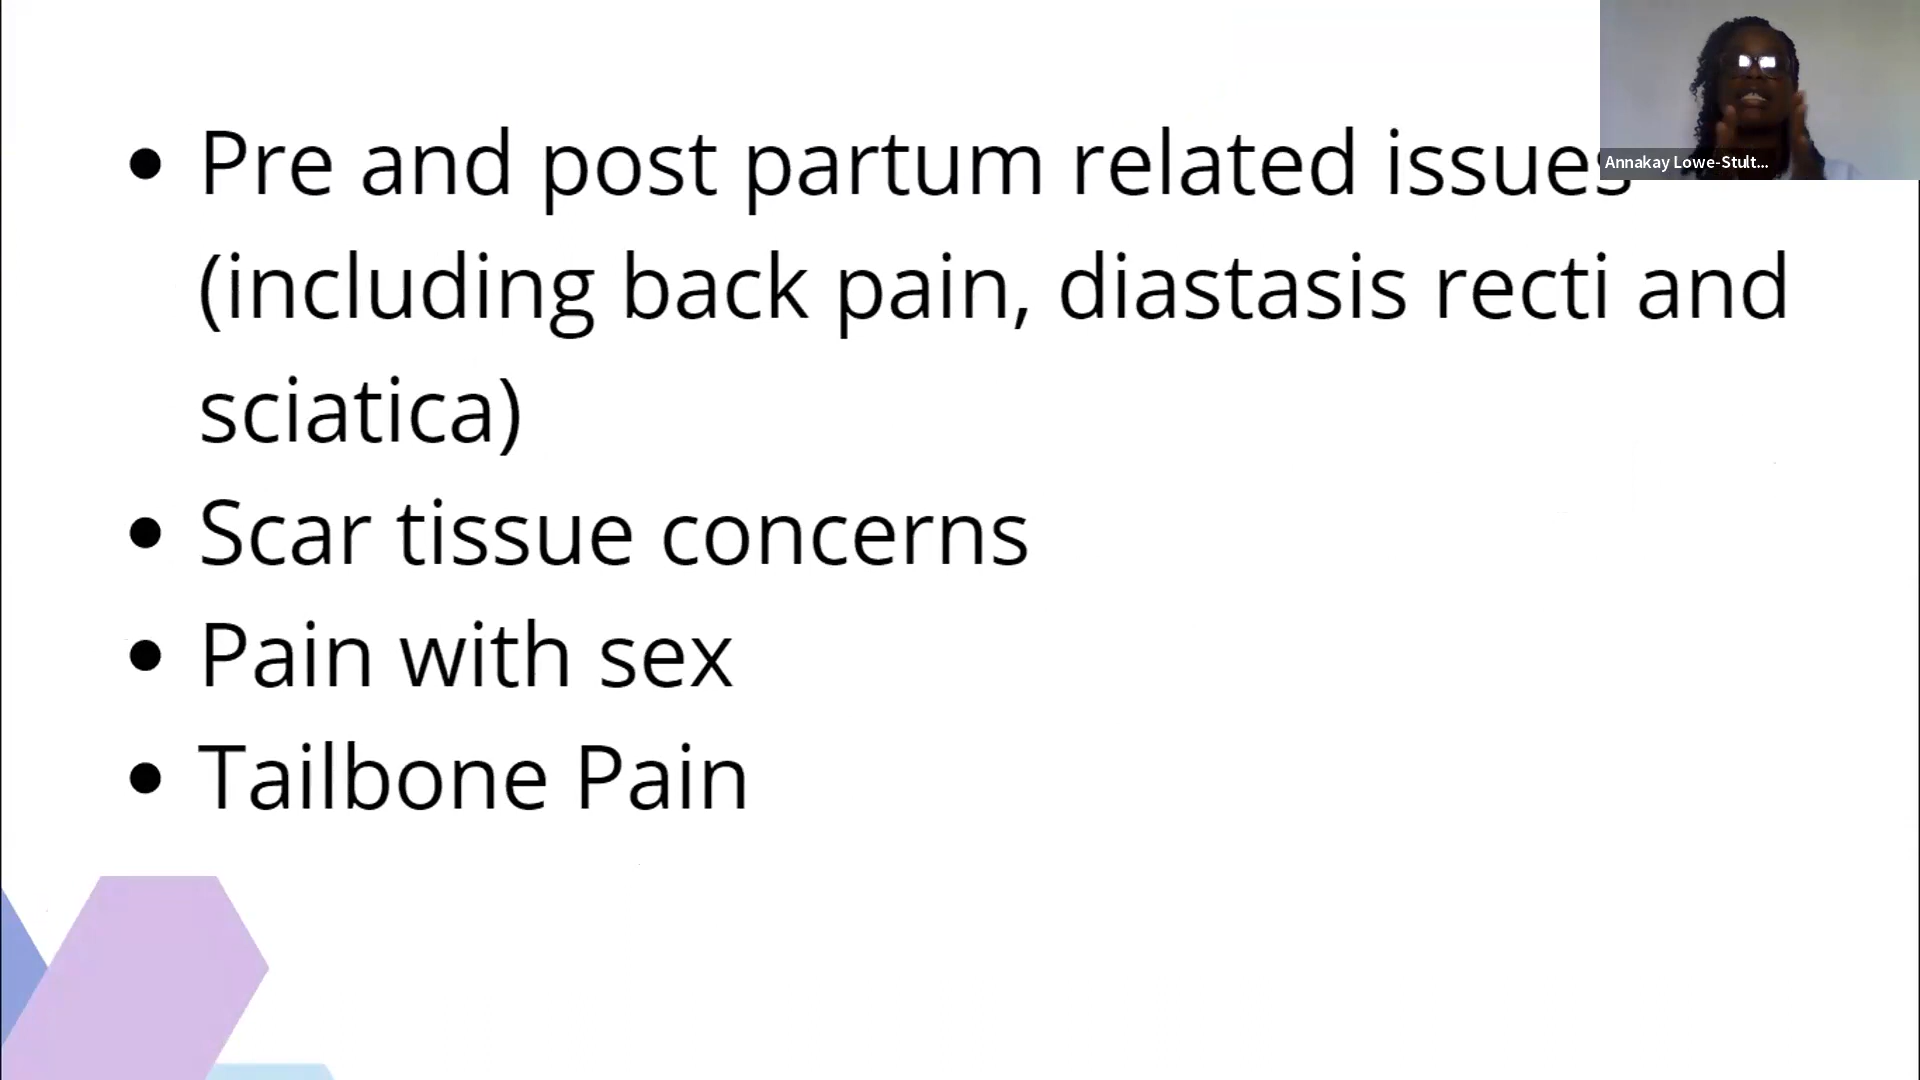 Pre and post partum related issues
(including back pain, diastasis recti and
sciatica)
Scar tissue concerns
Pain with sex
Tailbone Pain
Annakay Lowe-Stult...